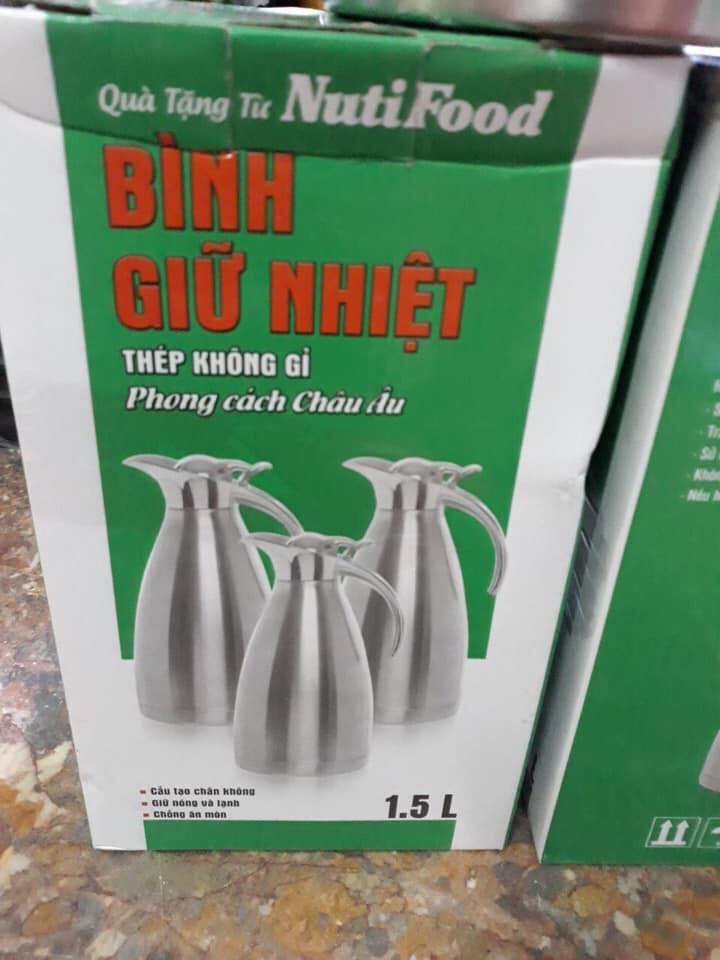 Quà Tặng Từ NutiFood
BÌNH
GIỮ NHIỆT
THÉP KHÔNG GỈ
Phong cách Châu Âu
Cấu tạo chân không
Giữ nóng và lạnh
Chống ăn mòn
1.5 L